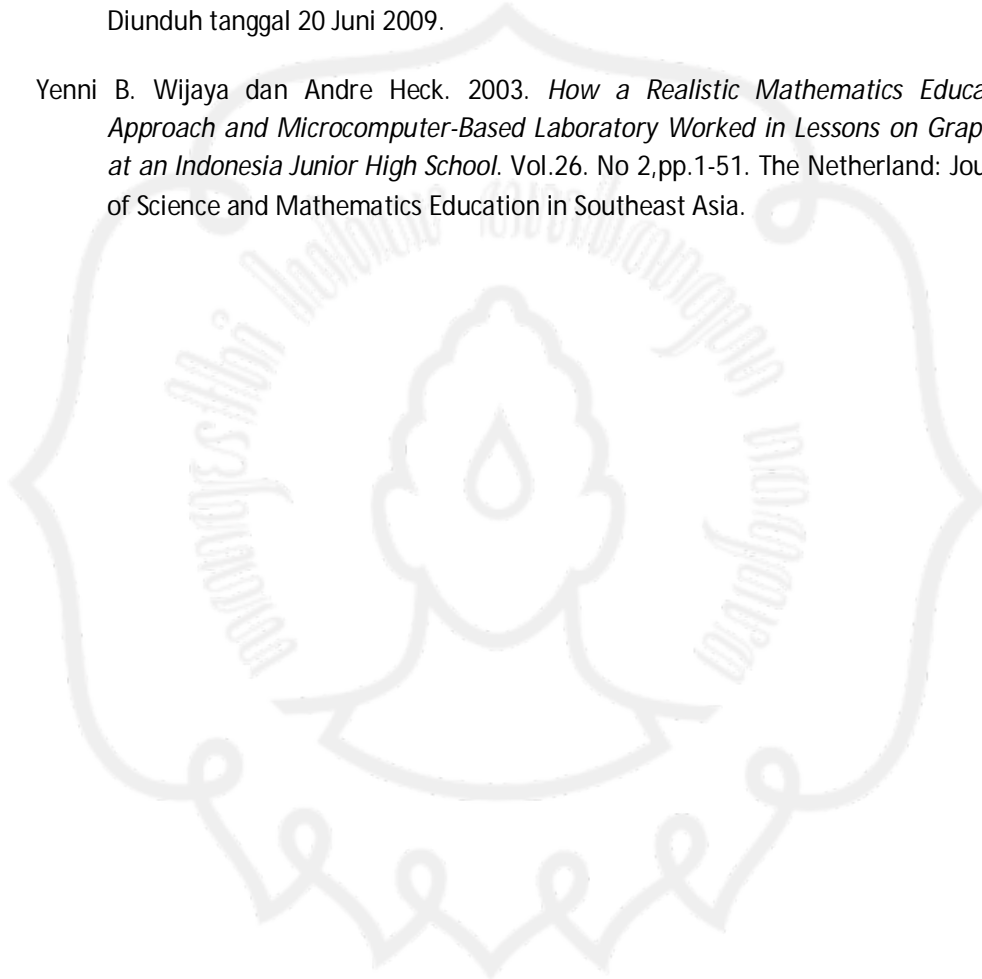 Diunduh tanggal 20 Juni 2009.
Yenni B. Wijaya dan Andre Heck. 2003. How a Realistic Mathematics Educa
Approach and Microcomputer-Based Laboratory Worked in Lessons on Grap
at an Indonesia Junior High School. Vol.26. No 2,pp.1-51. The Netherland: Jou
of Science and Mathematics Education in Southeast Asia.